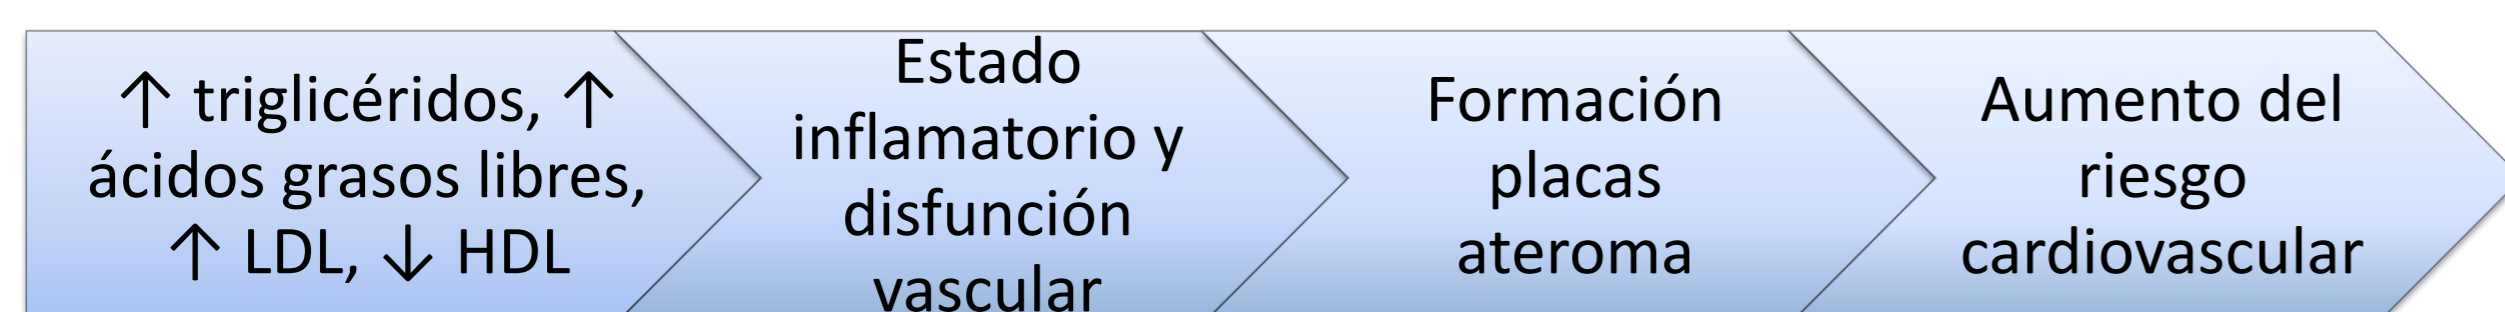 ↑ triglicéridos, ↑
ácidos grasos libres,
↑ LDL, ↓ HDL
Estado
inflamatorio y
disfunción
vascular
Formación
placas
ateroma
Aumento del
riesgo
cardiovascular